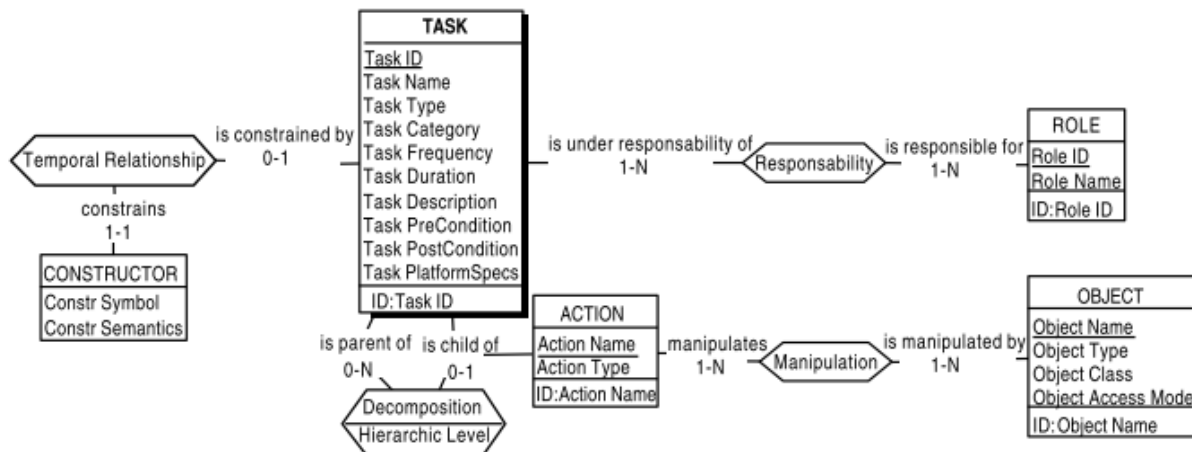 TASK
Task ID
Task Name
Task Type
Task Category
Task Frequency
Task Duration
Task Description
Task PreCondition
Task PostCondition
Task PlatformSpecs
ID:Task ID
is constrained by
0-1
Temporal Relationship
constrains
1-1
CONSTRUCTOR
Constr Symbol
Constr Semantics
is under responsability of
1-N
Responsability
is responsible for
1-N
ROLE
Role ID
Role Name
ID:Role ID
is parent of
0-N
is child of
0-1
Decomposition
Hierarchic Level
ACTION
Action Name
Action Type
ID:Action Name
manipulates
1-N
Manipulation
is manipulated by
1-N
OBJECT
Object Name
Object Type
Object Class
Object Access Mode
ID:Object Name